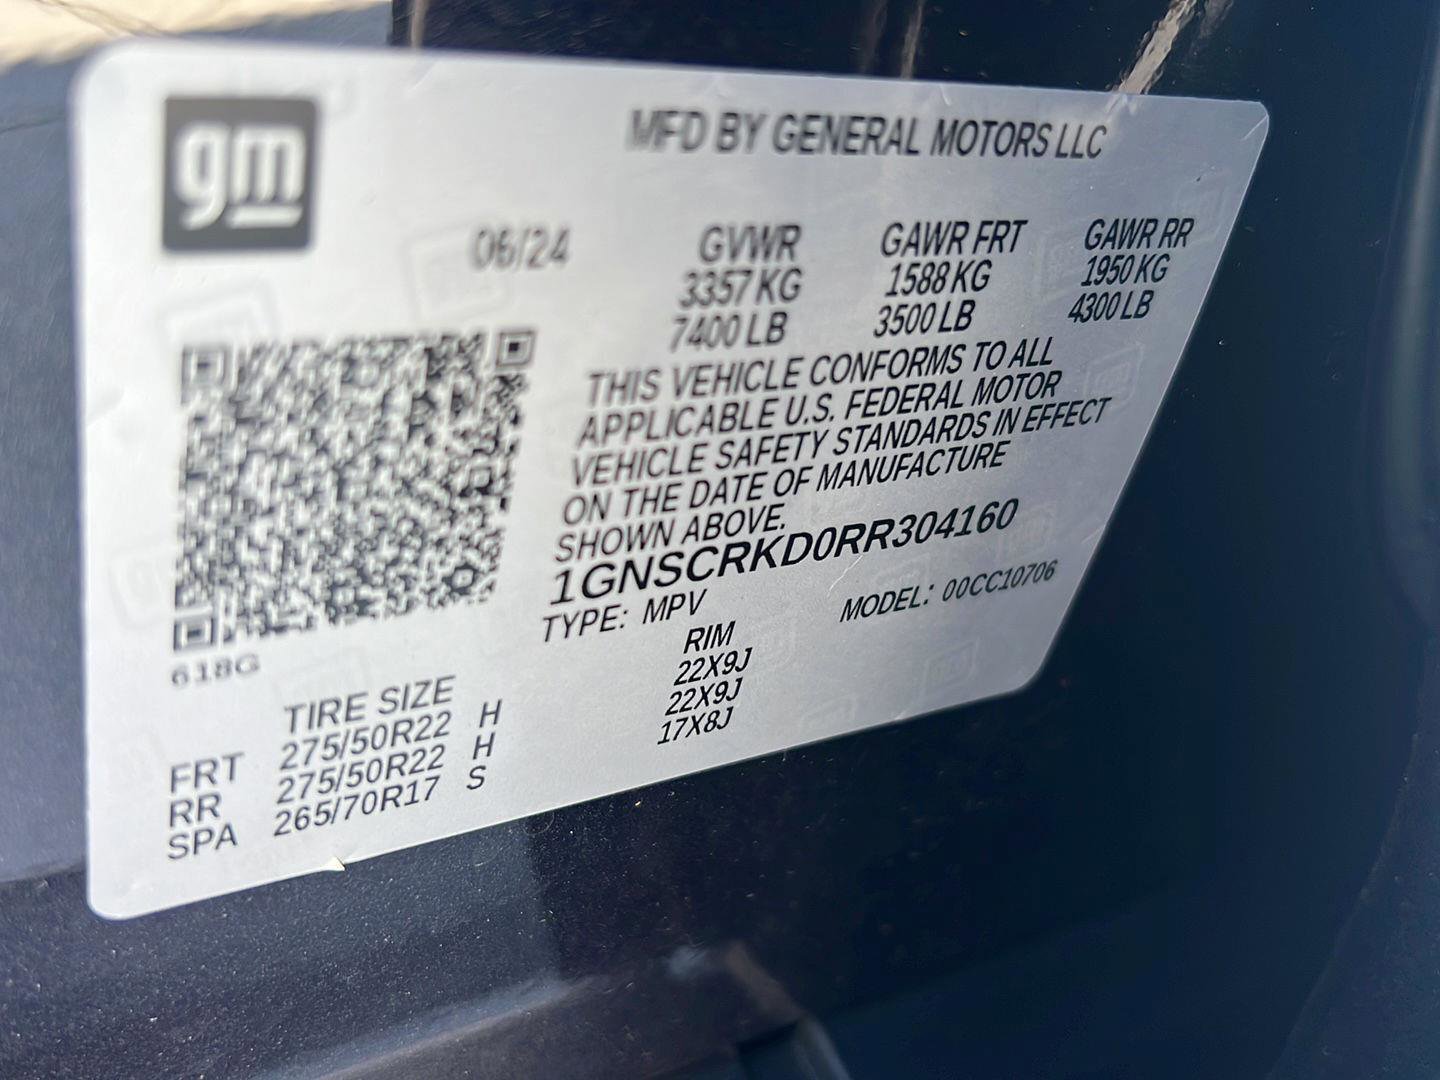 gm
MFD BY GENERAL MOTORS LLC
06/24 GVWR GAWR FRT GAWR RR
3357 KG 1588 KG 1950 KG
7400 LB 3500 LB 4300 LB
THIS VEHICLE CONFORMS TO ALL
APPLICABLE U.S. FEDERAL MOTOR
VEHICLE SAFETY STANDARDS IN EFFECT
ON THE DATE OF MANUFACTURE
SHOWN ABOVE.
1GNSCRKD0RR304160
TYPE: MPV MODEL: 00CC10706
618G
TIRE SIZE RIM
FRT 275/50R22 H 22X9J
RR 275/50R22 H 22X9J
SPA 265/70R17 S 17X8J